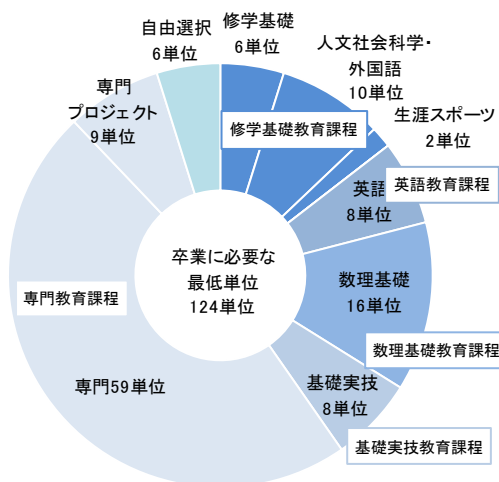 修学基礎
6単位
人文社会科学・
外国語
10単位
生涯スポーツ
2単位
修学基礎教育課程
英語
8単位
英語教育課程
数理基礎
16単位
数理基礎教育課程
基礎実技
8単位
基礎実技教育課程
専門59単位
専門教育課程
専門
プロジェクト
9単位
自由選択
6単位
卒業に必要な
最低単位
124単位